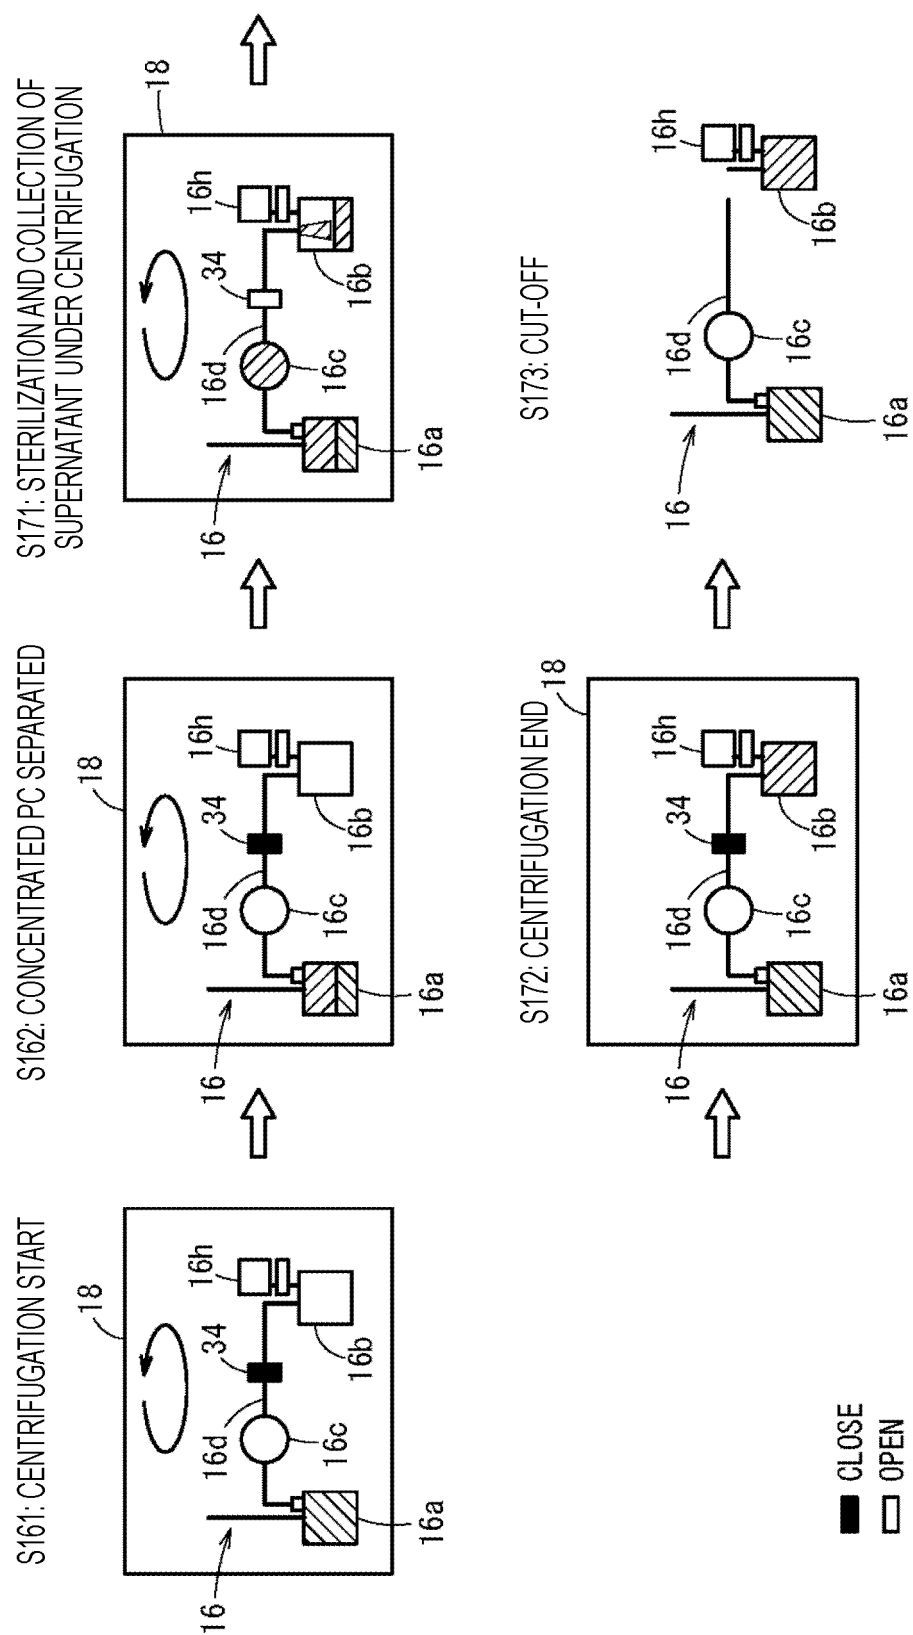 S161: CENTRIFUGATION START
18
16h
34
16d
16b
16c
16
16a
S162: CONCENTRATED PC SEPARATED
18
16h
34
16d
16b
16c
16
16a
S171: STERILIZATION AND COLLECTION OF
SUPERNATANT UNDER CENTRIFUGATION
18
16h
34
16d
16b
16c
16
16a
S172: CENTRIFUGATION END
18
16h
34
16d
16b
16c
16
16a
S173: CUT-OFF
16h
16d
16b
16c
16
16a
CLOSE
OPEN